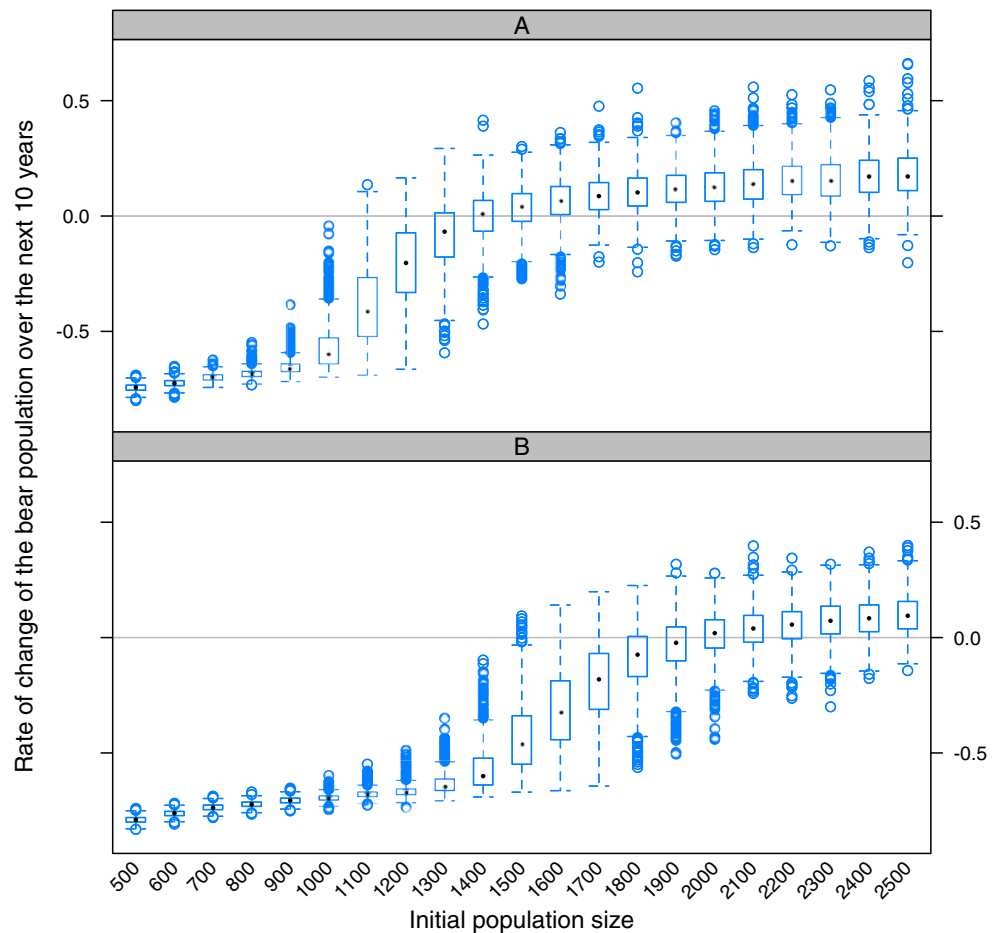 A
Rate of change of the bear population over the next 10 years
0.5
0.0
-0.5
B
0.5
0.0
-0.5
500 600 700 800 900 1000 1100 1200 1300 1400 1500 1600 1700 1800 1900 2000 2100 2200 2300 2400 2500
Initial population size